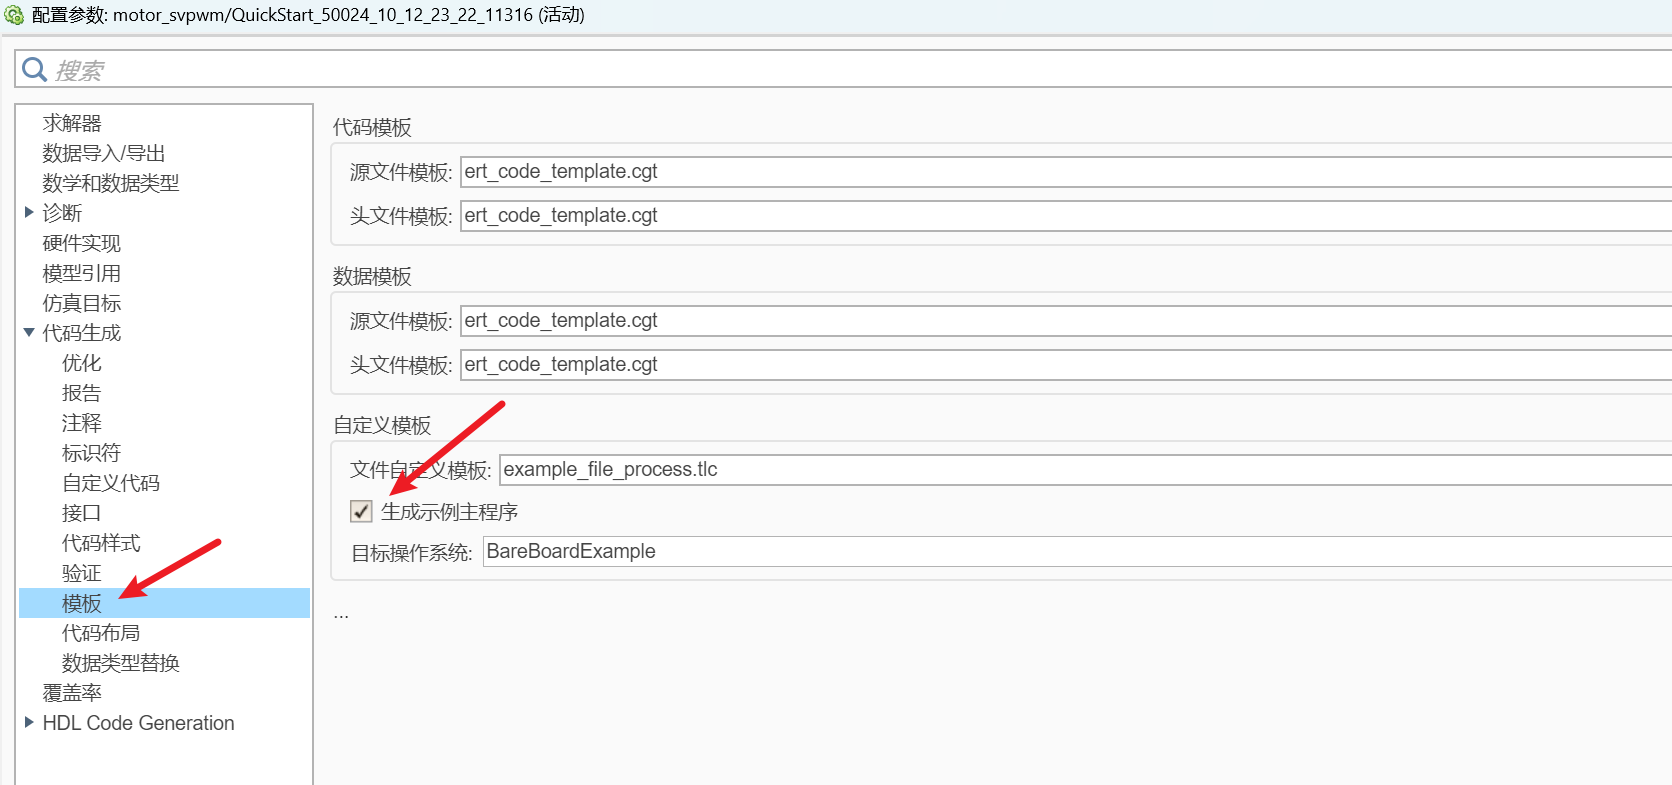 配置参数: motor_svpwm/QuickStart_50024_10_12_23_22_11316 (活动)
搜索
求解器
数据导入/导出
数学和数据类型
诊断
硬件实现
模型引用
仿真目标
代码生成
优化
报告
注释
标识符
自定义代码
接口
代码样式
验证
模板
代码布局
数据类型替换
覆盖率
HDL Code Generation
代码模板
源文件模板: ert_code_template.cgt
头文件模板: ert_code_template.cgt
数据模板
源文件模板: ert_code_template.cgt
头文件模板: ert_code_template.cgt
自定义模板
文件自定义模板: example_file_process.tlc
生成示例主程序
目标操作系统: BareBoardExample
...